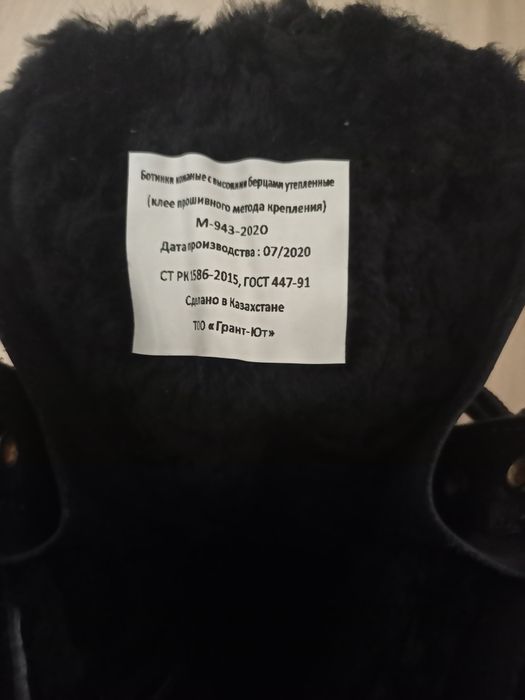 Ботинки кожаные с высокими берцами утепленные
(клее прошивного метода крепления)
М-943-2020
Дата производства : 07/2020
СТ РК 1586-2015, ГОСТ 447-91
Сделано в Казахстане
ТОО «Грант-Ют»